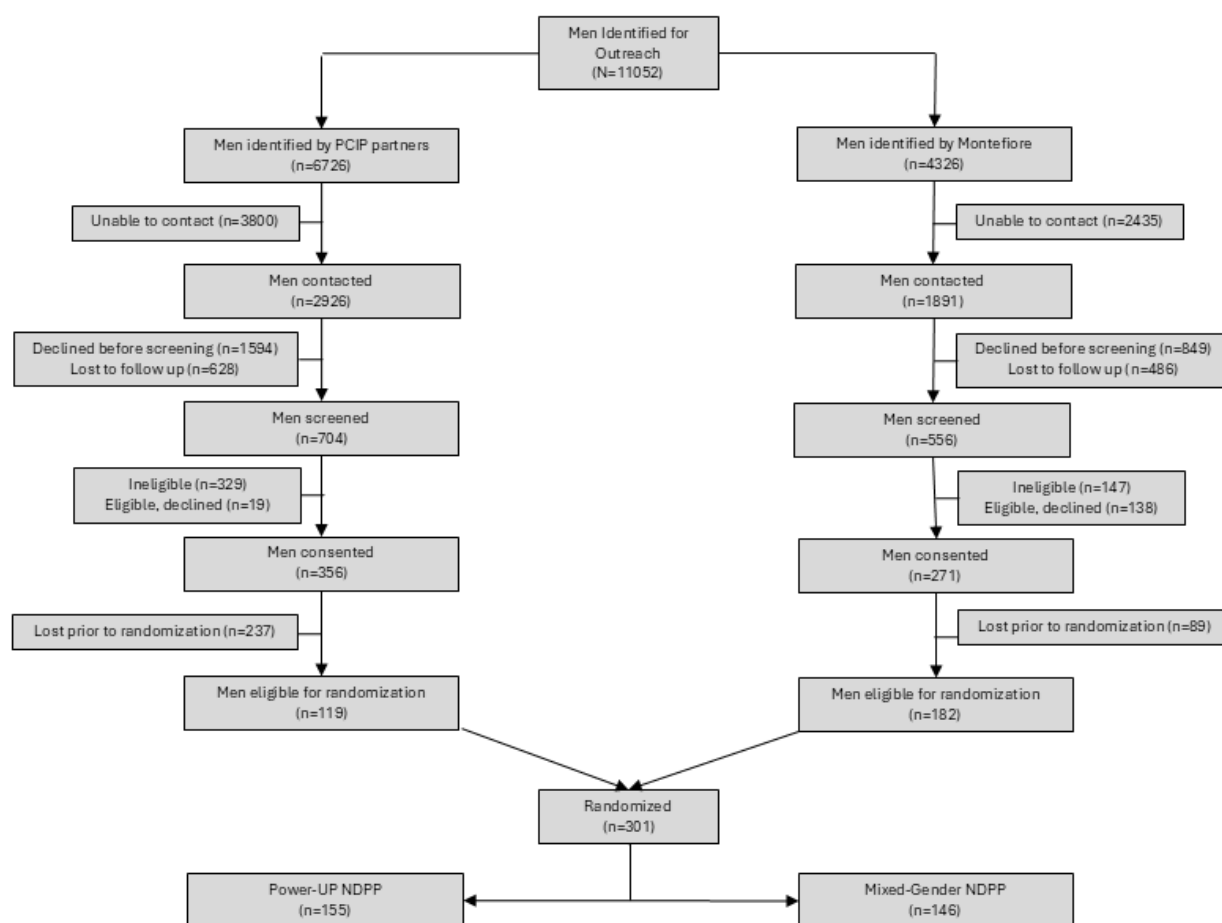 Men Identified for
Outreach
(N=11052)
Men identified by PCIP partners
(n=6726)
Men identified by Montefiore
(n=4326)
Unable to contact (n=3800)
Unable to contact (n=2435)
Men contacted
(n=2926)
Men contacted
(n=1891)
Declined before screening (n=1594)
Lost to follow up (n=628)
Declined before screening (n=849)
Lost to follow up (n=486)
Men screened
(n=704)
Men screened
(n=556)
Ineligible (n=329)
Eligible, declined (n=19)
Ineligible (n=147)
Eligible, declined (n=138)
Men consented
(n=356)
Men consented
(n=271)
Lost prior to randomization (n=237)
Lost prior to randomization (n=89)
Men eligible for randomization
(n=119)
Men eligible for randomization
(n=182)
Randomized
(n=301)
Power-UP NDPP
(n=155)
Mixed-Gender NDPP
(n=146)